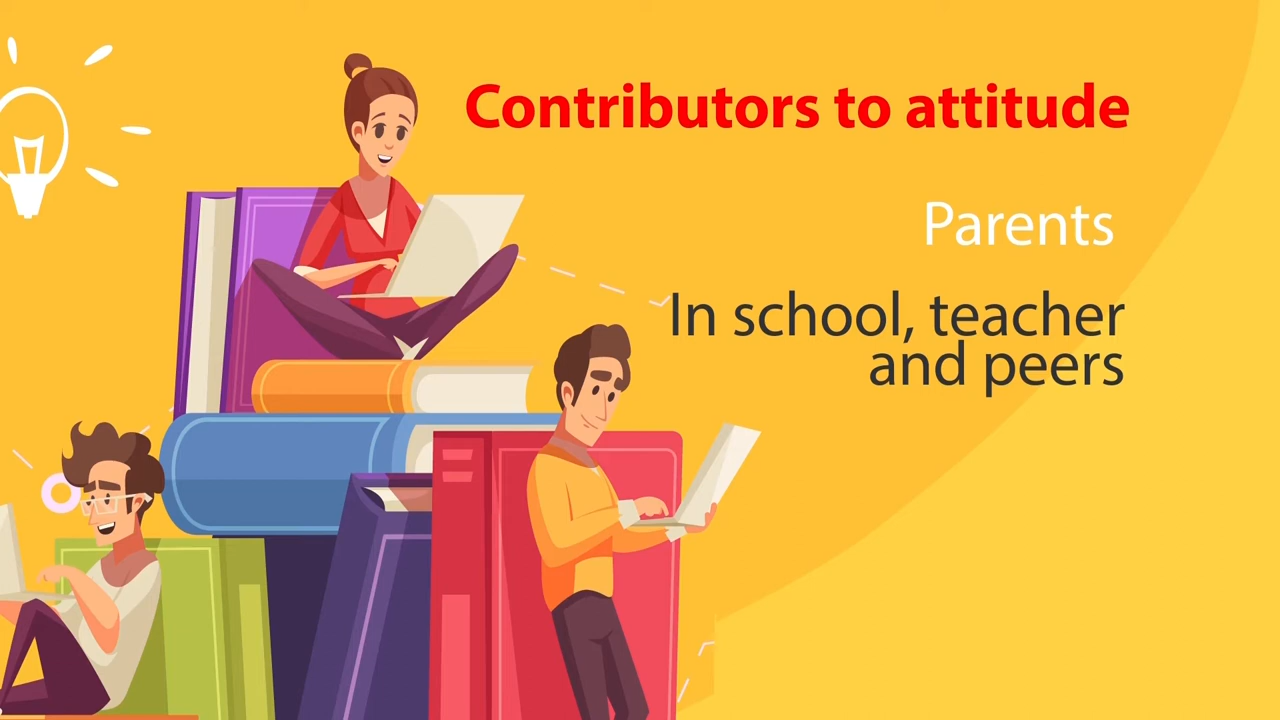 Contributors to attitude
Parents
In school, teacher
and peers